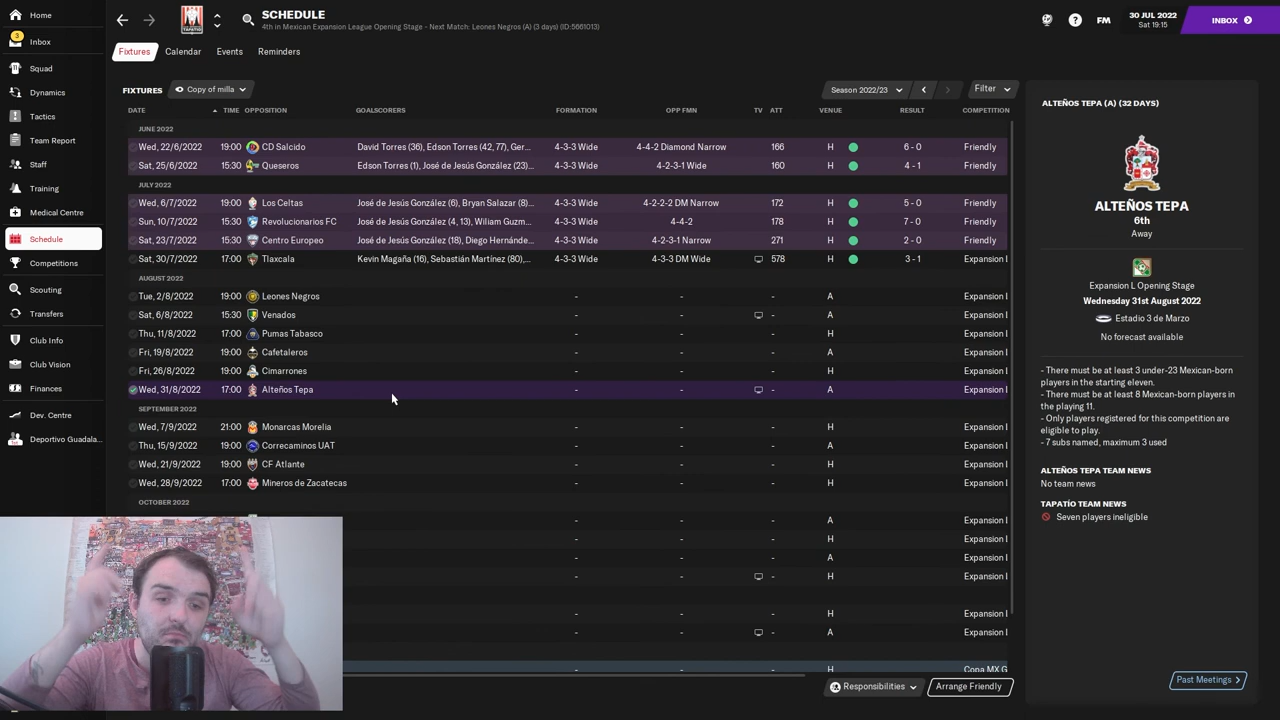 Home
3
Inbox
Squad
Dynamics
Tactics
Team Report
Staff
Training
Medical Centre
Schedule
Competitions
Scouting
Transfers
Club Info
Club Vision
Finances
Dev. Centre
Deportivo Guadala...
SCHEDULE
4th in Mexican Expansion League Opening Stage - Next Match: Leones Negros (A) (3 days) (ID:5661013)
FM
30 JUL 2022
Sat 19:15
INBOX
Fixtures Calendar Events Reminders
FIXTURES Copy of milla Season 2022/23 Filter
DATE TIME OPPOSITION GOALSCORERS FORMATION OPP FMN TV ATT VENUE RESULT COMPETITION
JUNE 2022
Wed, 22/6/2022 19:00 CD Salcido David Torres (36), Edson Torres (42, 77), Ger... 4-3-3 Wide 4-4-2 Diamond Narrow 166 H 6 - 0 Friendly
Sat, 25/6/2022 15:30 Queseros Edson Torres (1), José de Jesús González (23)... 4-3-3 Wide 4-2-3-1 Wide 160 H 4 - 1 Friendly
JULY 2022
Wed, 6/7/2022 19:00 Los Celtas José de Jesús González (6), Bryan Salazar (8)... 4-3-3 Wide 4-2-2-2 DM Narrow 172 H 5 - 0 Friendly
Sun, 10/7/2022 15:30 Revolucionarios FC José de Jesús González (4, 13), Wiliam Guzm... 4-3-3 Wide 4-4-2 178 H 7 - 0 Friendly
Sat, 23/7/2022 15:30 Centro Europeo José de Jesús González (18), Diego Hernánde... 4-3-3 Wide 4-2-3-1 Narrow 271 H 2 - 0 Friendly
Sat, 30/7/2022 17:00 Tlaxcala Kevin Magaña (16), Sebastián Martínez (80),... 4-3-3 Wide 4-3-3 DM Wide 578 H 3 - 1 Expansion l
AUGUST 2022
Tue, 2/8/2022 19:00 Leones Negros - - - A Expansion l
Sat, 6/8/2022 15:30 Venados - - - A Expansion l
Thu, 11/8/2022 17:00 Pumas Tabasco - - - H Expansion l
Fri, 19/8/2022 19:00 Cafetaleros - - - A Expansion l
Fri, 26/8/2022 19:00 Cimarrones - - - H Expansion l
Wed, 31/8/2022 17:00 Alteños Tepa - - - A Expansion l
SEPTEMBER 2022
Wed, 7/9/2022 21:00 Monarcas Morelia - - - H Expansion l
Thu, 15/9/2022 19:00 Correcaminos UAT - - - A Expansion l
Wed, 21/9/2022 19:00 CF Atlante - - - H Expansion l
Wed, 28/9/2022 17:00 Mineros de Zacatecas - - - H Expansion l
OCTOBER 2022
- - - A Expansion l
- - - H Expansion l
- - - A Expansion l
- - - H Expansion l
- - - H Expansion l
- - - A Expansion l
- - - H Copa MX G
Responsibilities Arrange Friendly
ALTEÑOS TEPA (A) (32 DAYS)
ALTEÑOS TEPA
6th
Away
Expansion L Opening Stage
Wednesday 31st August 2022
Estadio 3 de Marzo
No forecast available
- There must be at least 3 under-23 Mexican-born
players in the starting eleven.
- There must be at least 8 Mexican-born players in
the playing 11.
- Only players registered for this competition are
eligible to play.
- 7 subs named, maximum 3 used
ALTEÑOS TEPA TEAM NEWS
No team news
TAPATÍO TEAM NEWS
Seven players ineligible
Past Meetings